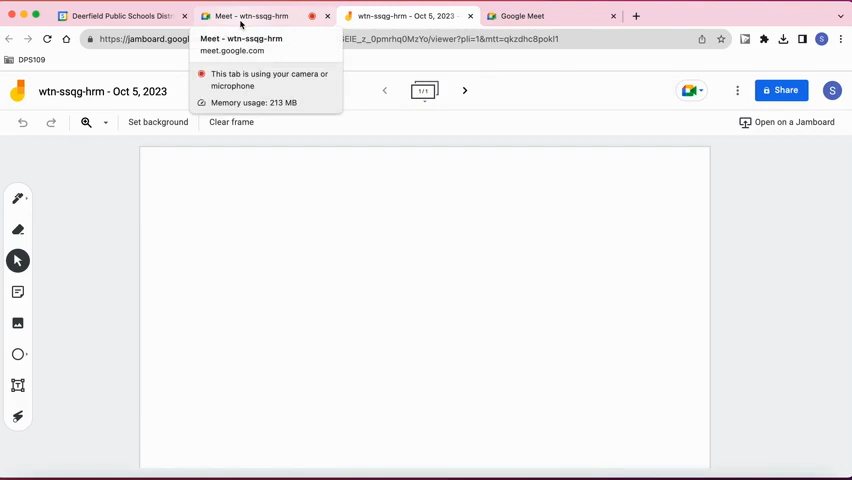 Deerfield Public Schools Distri
Meet - wtn-ssqg-hrm
wtn-ssqg-hrm - Oct 5, 2023 -
Google Meet
https://jamboard.googl
ElE_z_0pmrhq0MzYo/viewer?pli=1&mtt=qkzdhc8pokl1
S
DPS109
Meet - wtn-ssqg-hrm
meet.google.com
This tab is using your camera or
microphone
Memory usage: 213 MB
wtn-ssqg-hrm - Oct 5, 2023
1/1
Share
S
Set background
Clear frame
Open on a Jamboard